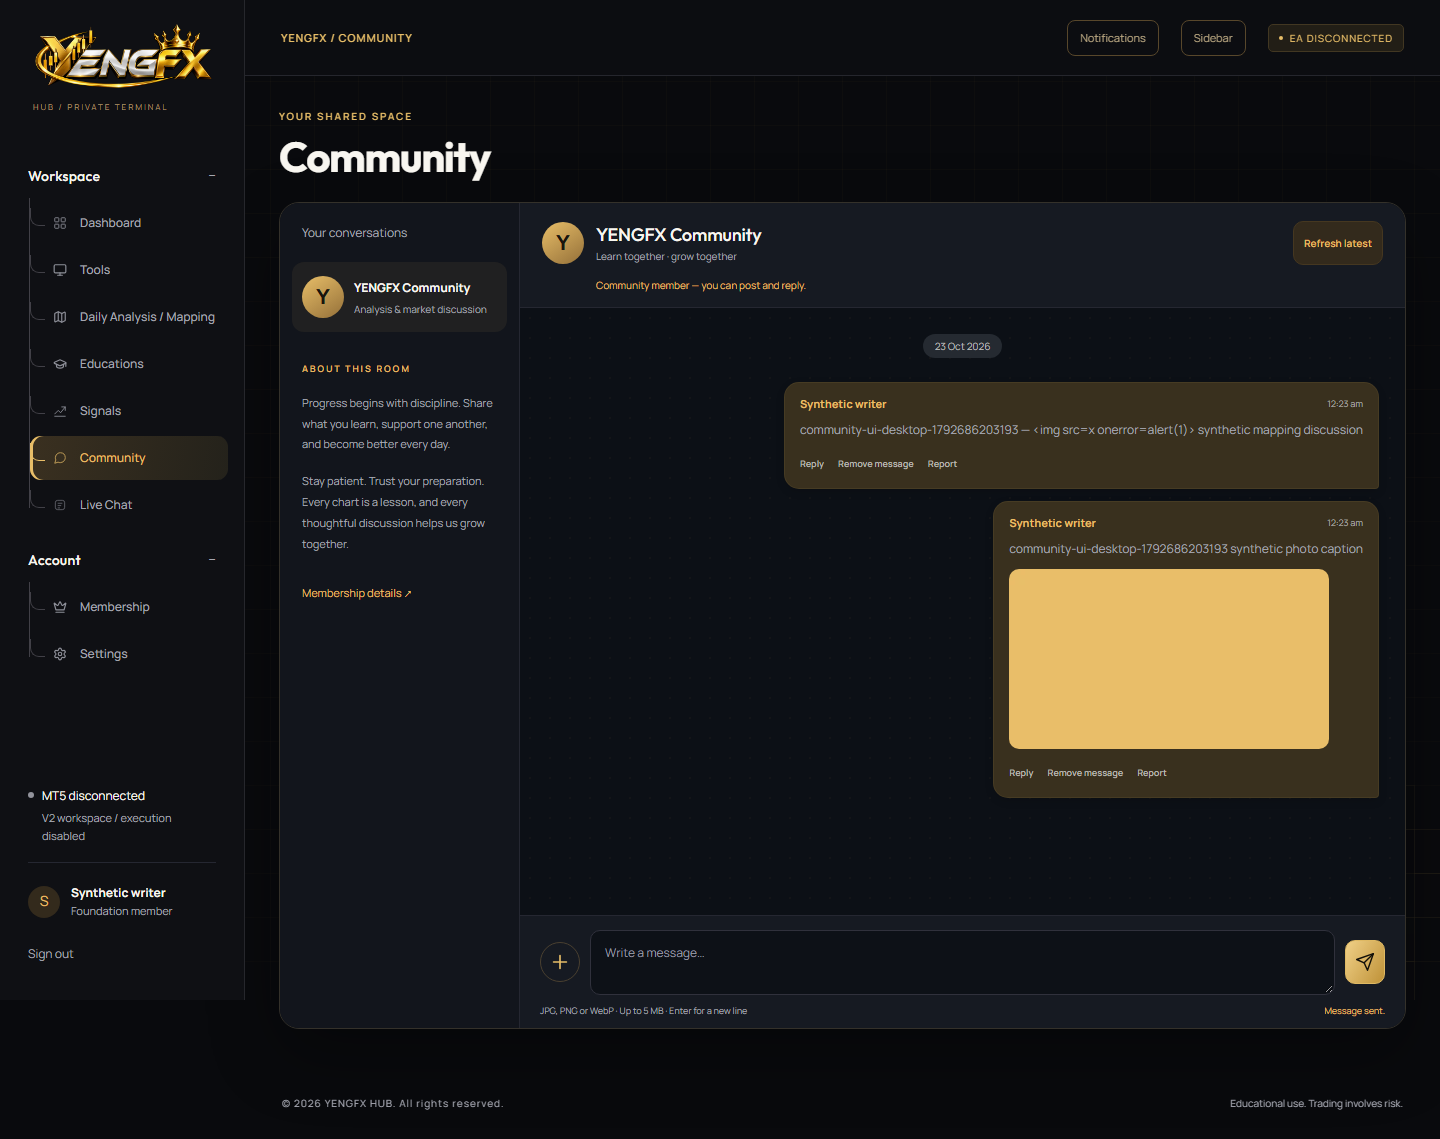 YENGFX
HUB / PRIVATE TERMINAL
Workspace –
Dashboard
Tools
Daily Analysis / Mapping
Educations
Signals
Community
Live Chat
Account –
Membership
Settings
MT5 disconnected
V2 workspace / execution
disabled
S
Synthetic writer
Foundation member
Sign out
YENGFX / COMMUNITY
Notifications
Sidebar
• EA DISCONNECTED
YOUR SHARED SPACE
Community
Your conversations
Y
YENGFX Community
Analysis & market discussion
ABOUT THIS ROOM
Progress begins with discipline. Share
what you learn, support one another,
and become better every day.
Stay patient. Trust your preparation.
Every chart is a lesson, and every
thoughtful discussion helps us grow
together.
Membership details ↗
Y
YENGFX Community
Learn together · grow together
Community member — you can post and reply.
Refresh latest
23 Oct 2026
Synthetic writer 12:23 am
community-ui-desktop-1792686203193 — <img src=x onerror=alert(1)> synthetic mapping discussion
Reply Remove message Report
Synthetic writer 12:23 am
community-ui-desktop-1792686203193 synthetic photo caption
Reply Remove message Report
Write a message…
JPG, PNG or WebP · Up to 5 MB · Enter for a new line
Message sent.
© 2026 YENGFX HUB. All rights reserved.
Educational use. Trading involves risk.